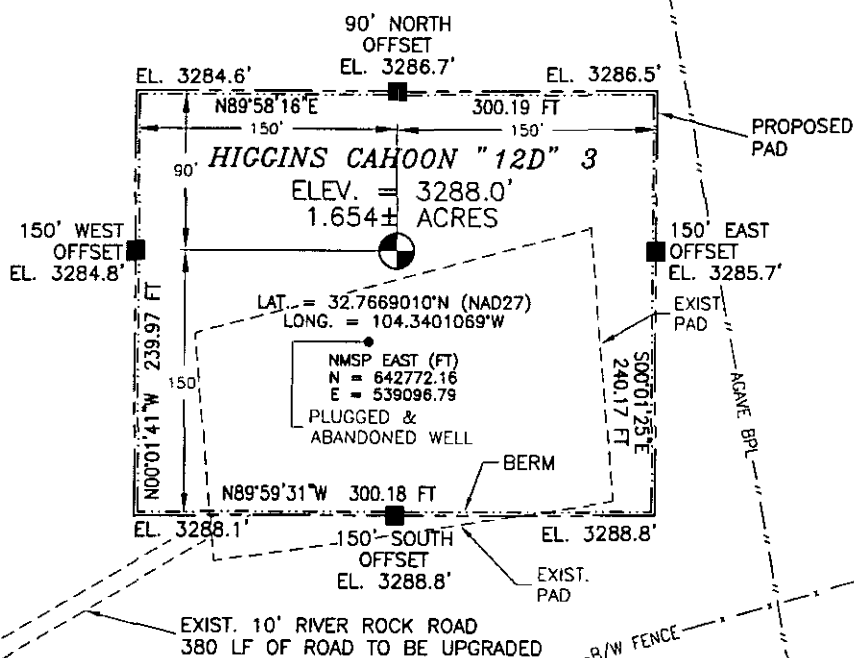 90' NORTH
OFFSET
EL. 3286.7'
EL. 3284.6'
EL. 3286.5'
N89°58'16"E
300.19 FT
150'
150'
PROPOSED
PAD
90'
HIGGINS CAHOON "12D" 3
ELEV. = 3288.0'
1.654± ACRES
150' WEST
OFFSET
EL. 3284.8'
150' EAST
OFFSET
EL. 3285.7'
LAT. = 32.7669010°N (NAD27)
LONG. = 104.3401069°W
EXIST
PAD
NMSP EAST (FT)
N = 642772.16
E = 539096.79
PLUGGED &
ABANDONED WELL
N00°01'41"W 239.97 FT
150'
S00°01'25"E
240.17 FT
AGAVE BPL
BERM
N89°59'31"W 300.18 FT
EL. 3288.1'
EL. 3288.8'
150' SOUTH
OFFSET
EL. 3288.8'
EXIST.
PAD
EXIST. 10' RIVER ROCK ROAD
380 LF OF ROAD TO BE UPGRADED
B/W FENCE